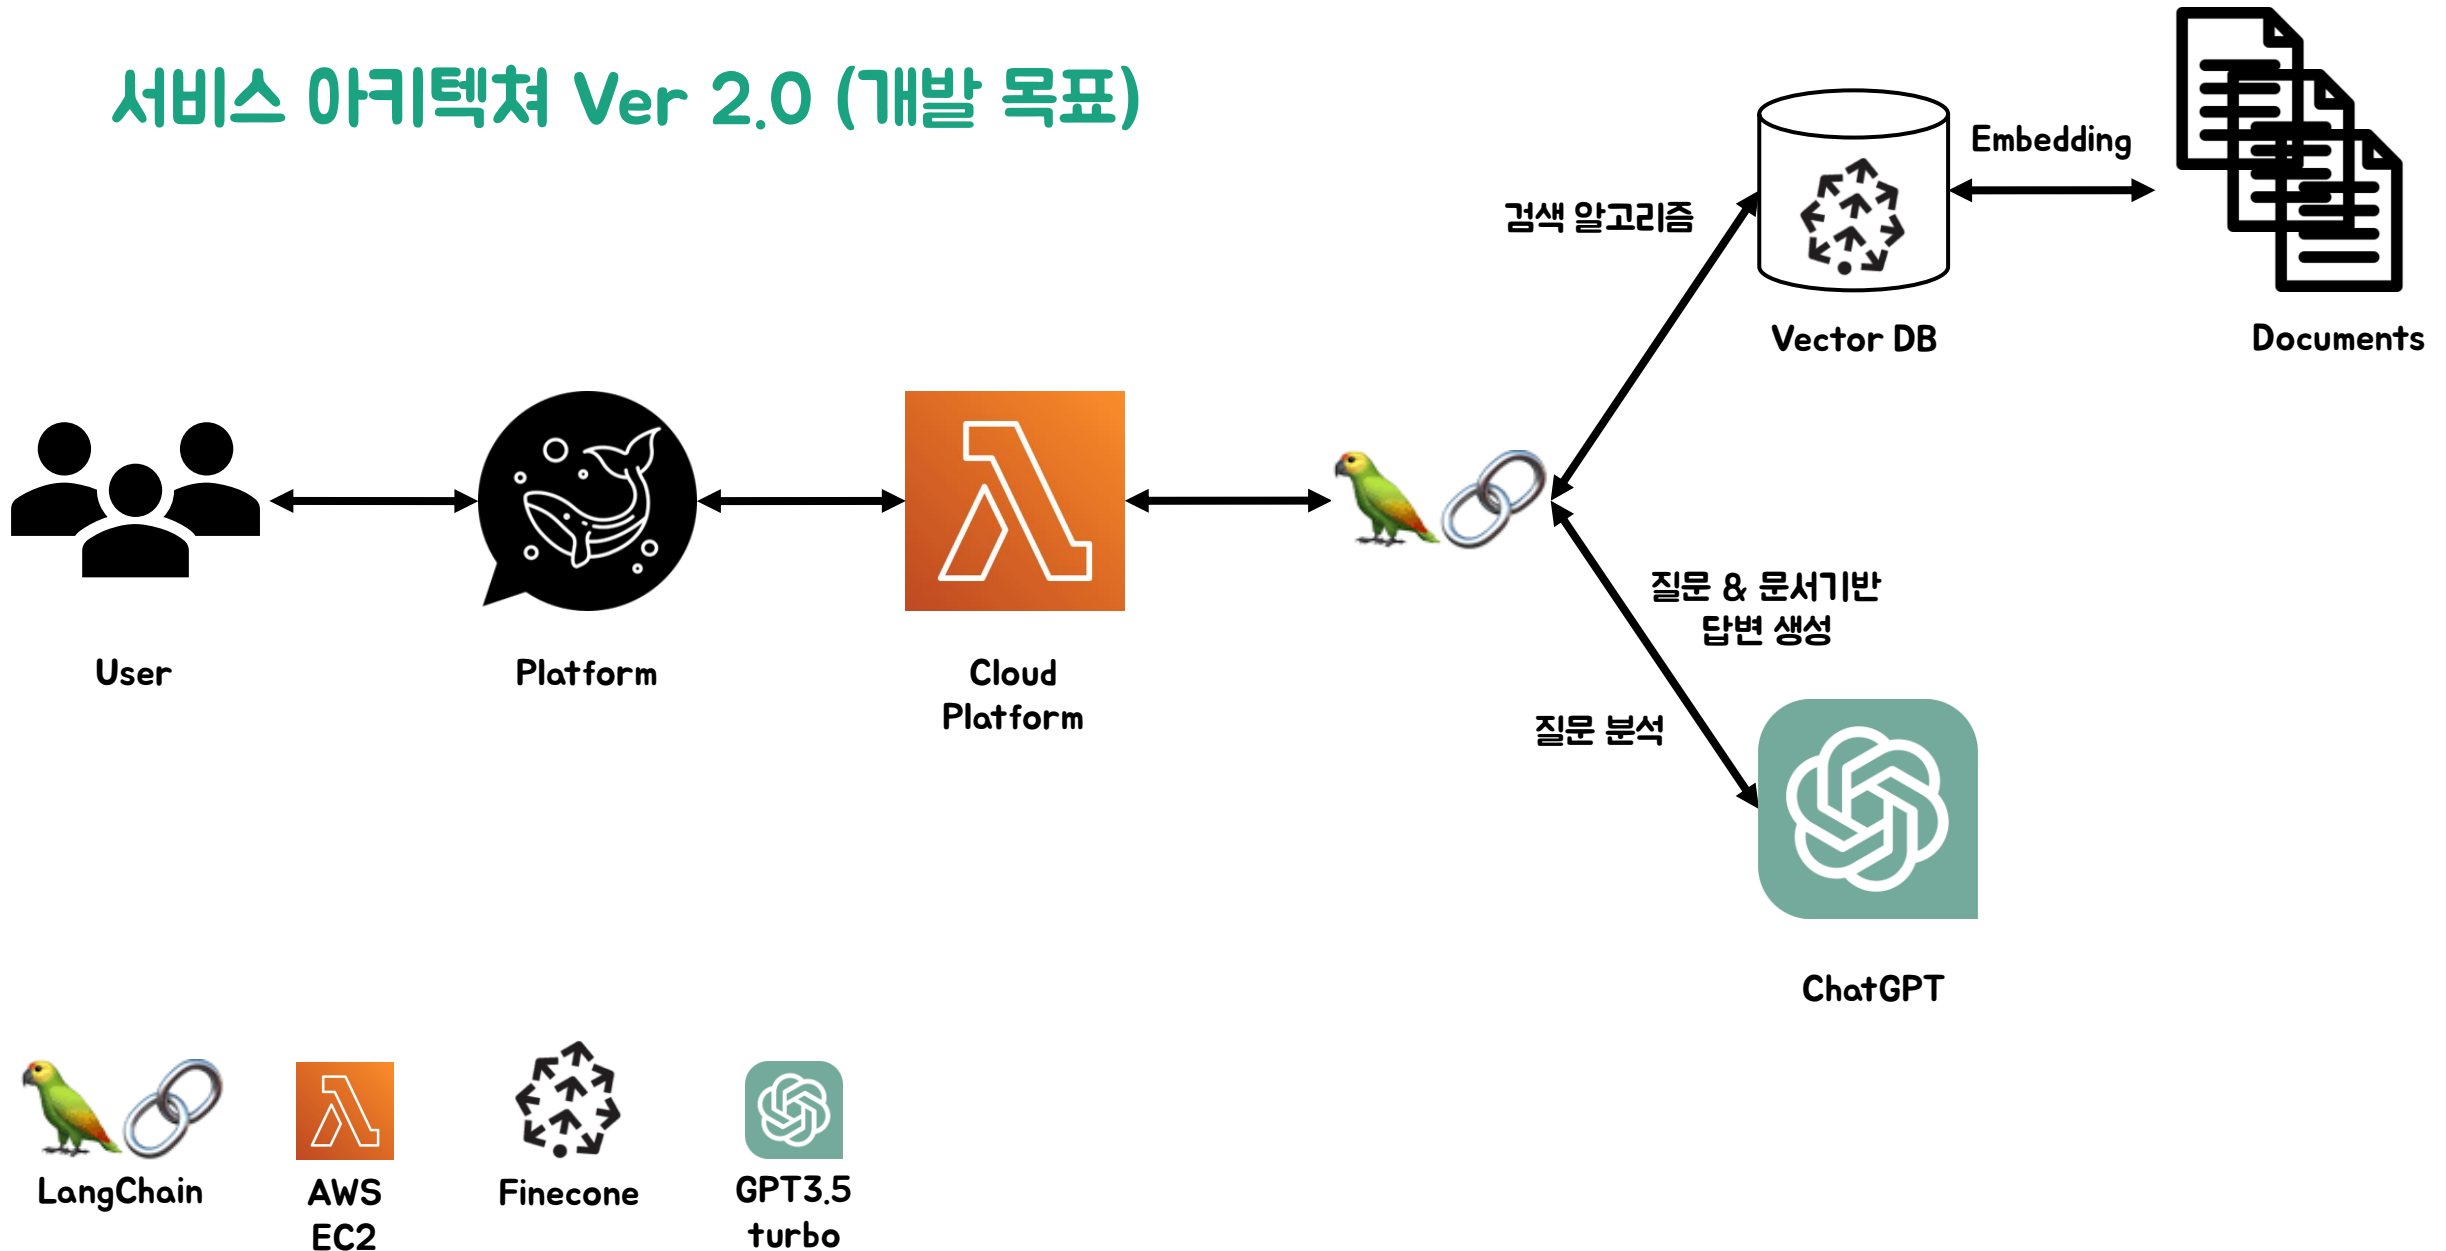 서비스 아키텍쳐 Ver 2.0 (개발 목표)
Embedding
검색 알고리즘
Vector DB
Documents
질문 & 문서기반
답변 생성
User
Platform
Cloud
Platform
질문 분석
ChatGPT
LangChain
AWS
EC2
Finecone
GPT3.5
turbo